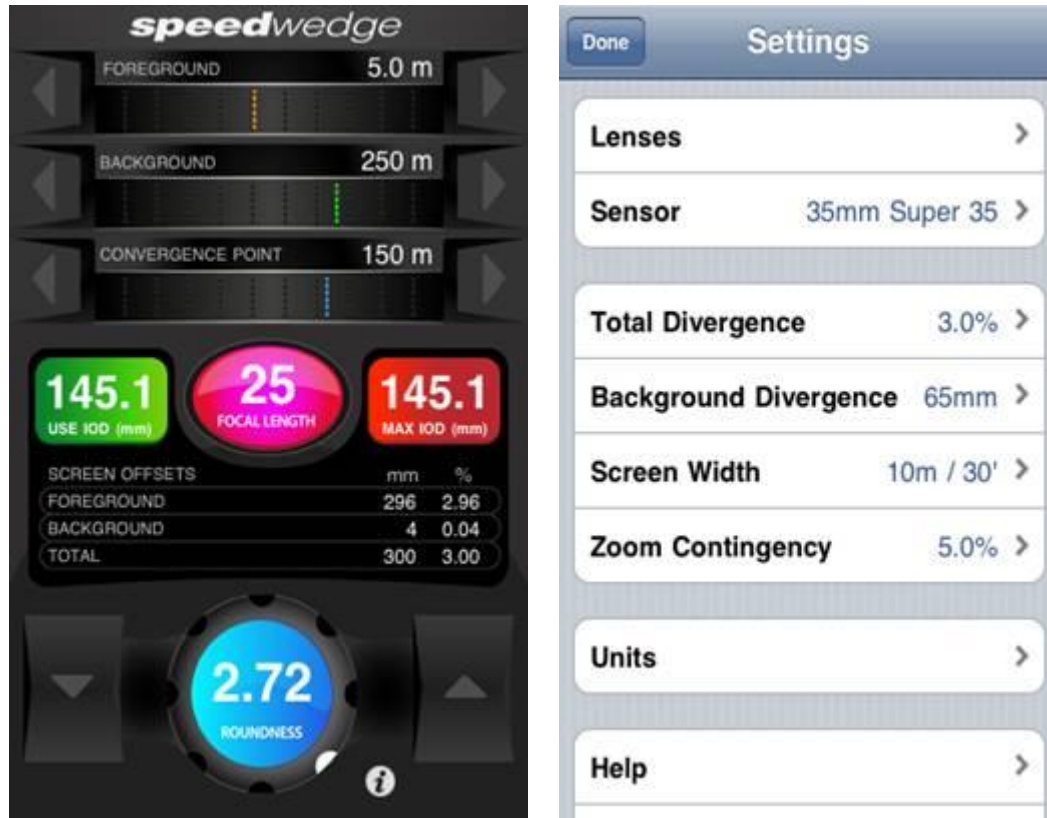 speedwedge
FOREGROUND 5.0 m
BACKGROUND 250 m
CONVERGENCE POINT 150 m
145.1
USE IOD (mm)
25
FOCAL LENGTH
145.1
MAX IOD (mm)
SCREEN OFFSETS mm %
FOREGROUND 296 2.96
BACKGROUND 4 0.04
TOTAL 300 3.00
2.72
ROUNDNESS
i
Done Settings
Lenses
Sensor 35mm Super 35
Total Divergence 3.0%
Background Divergence 65mm
Screen Width 10m / 30'
Zoom Contingency 5.0%
Units
Help